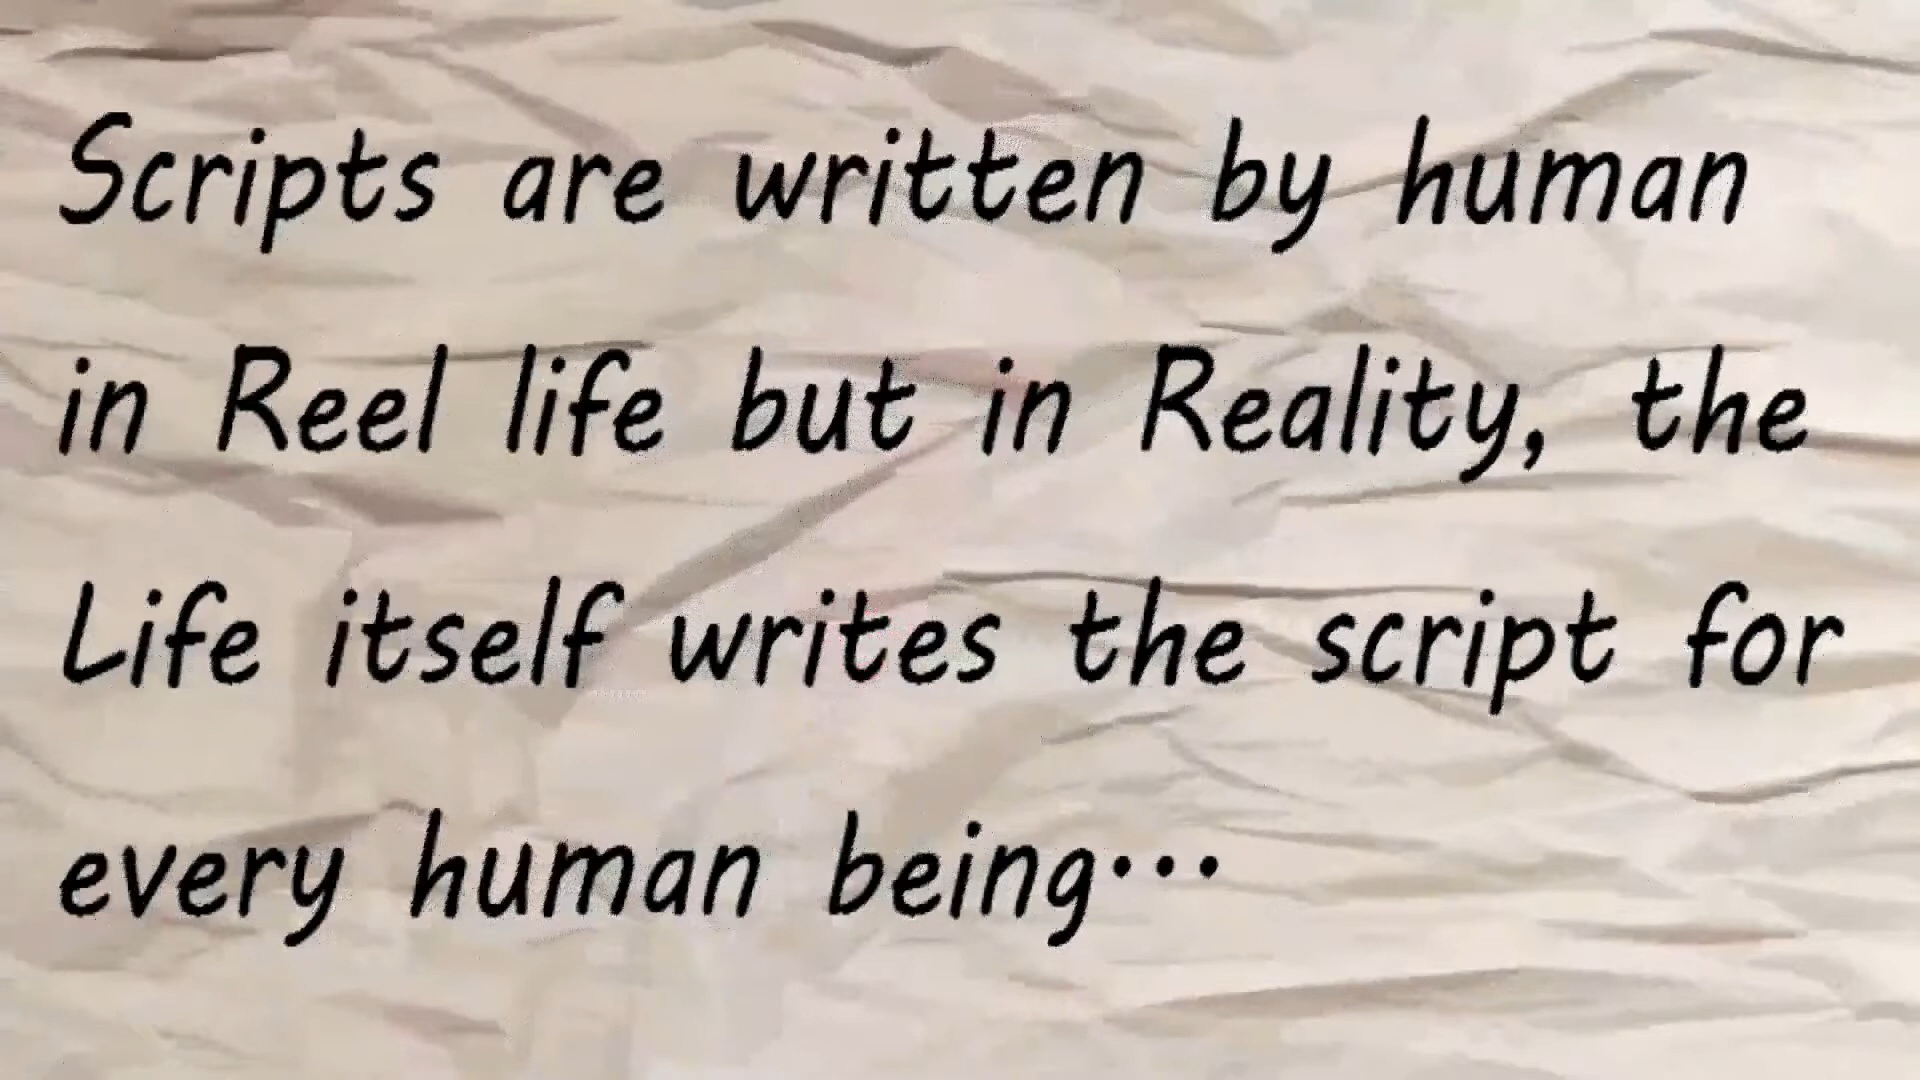 Scripts are written by human
in Reel life but in Reality, the
Life itself writes the script for
every human being...